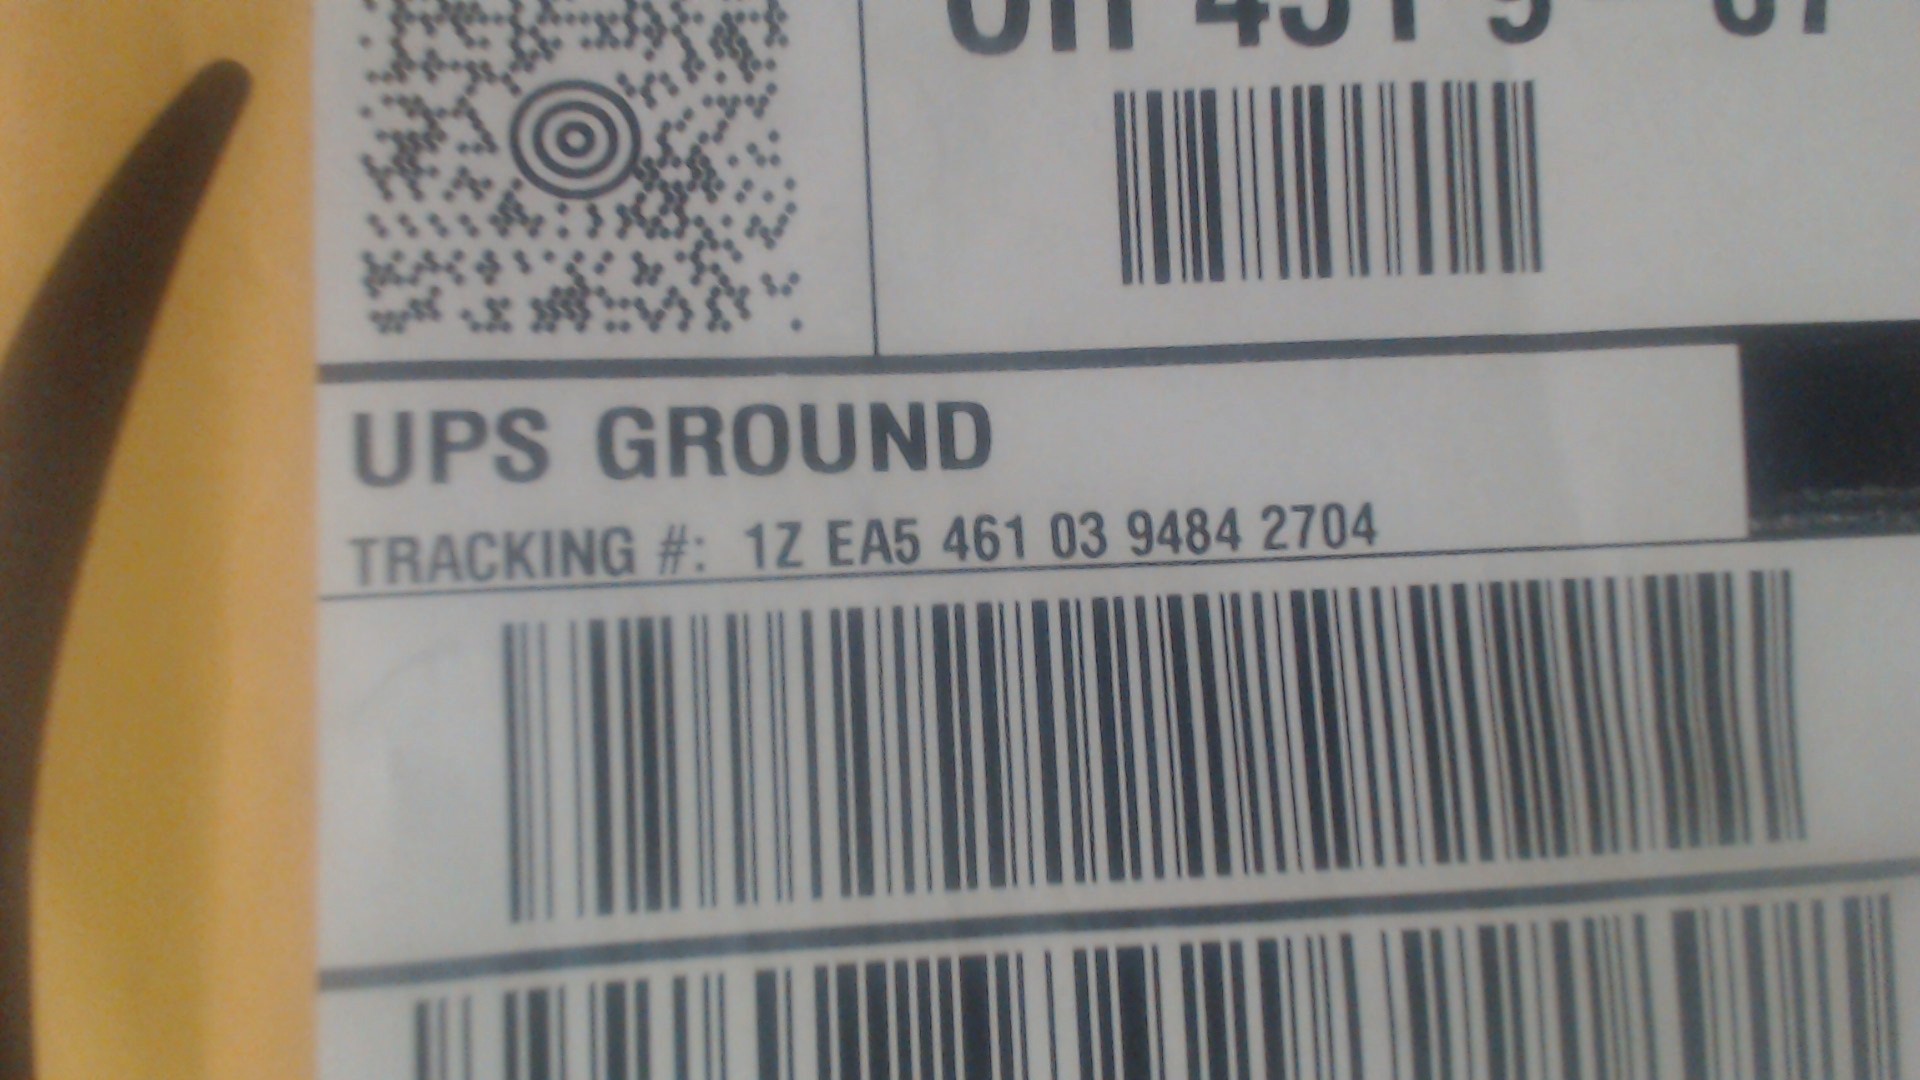 UPS GROUND
TRACKING #: 1Z EA5 461 03 9484 2704